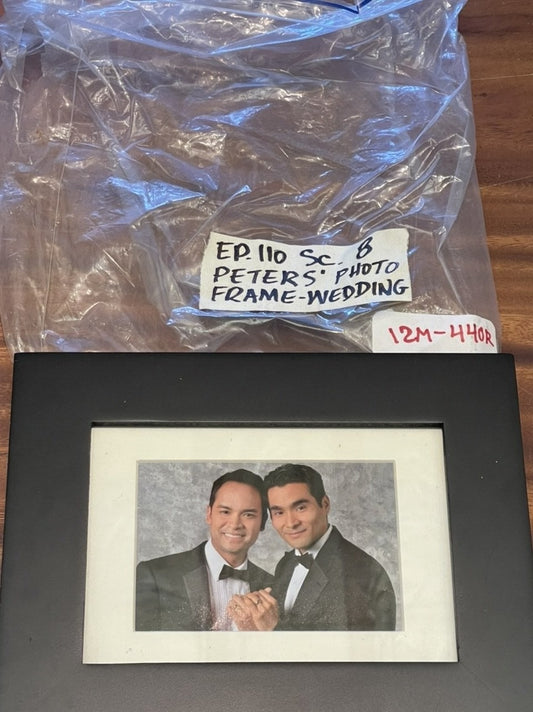 EP. 110 SC. 8
PETERS' PHOTO
FRAME-WEDDING
12M-440R